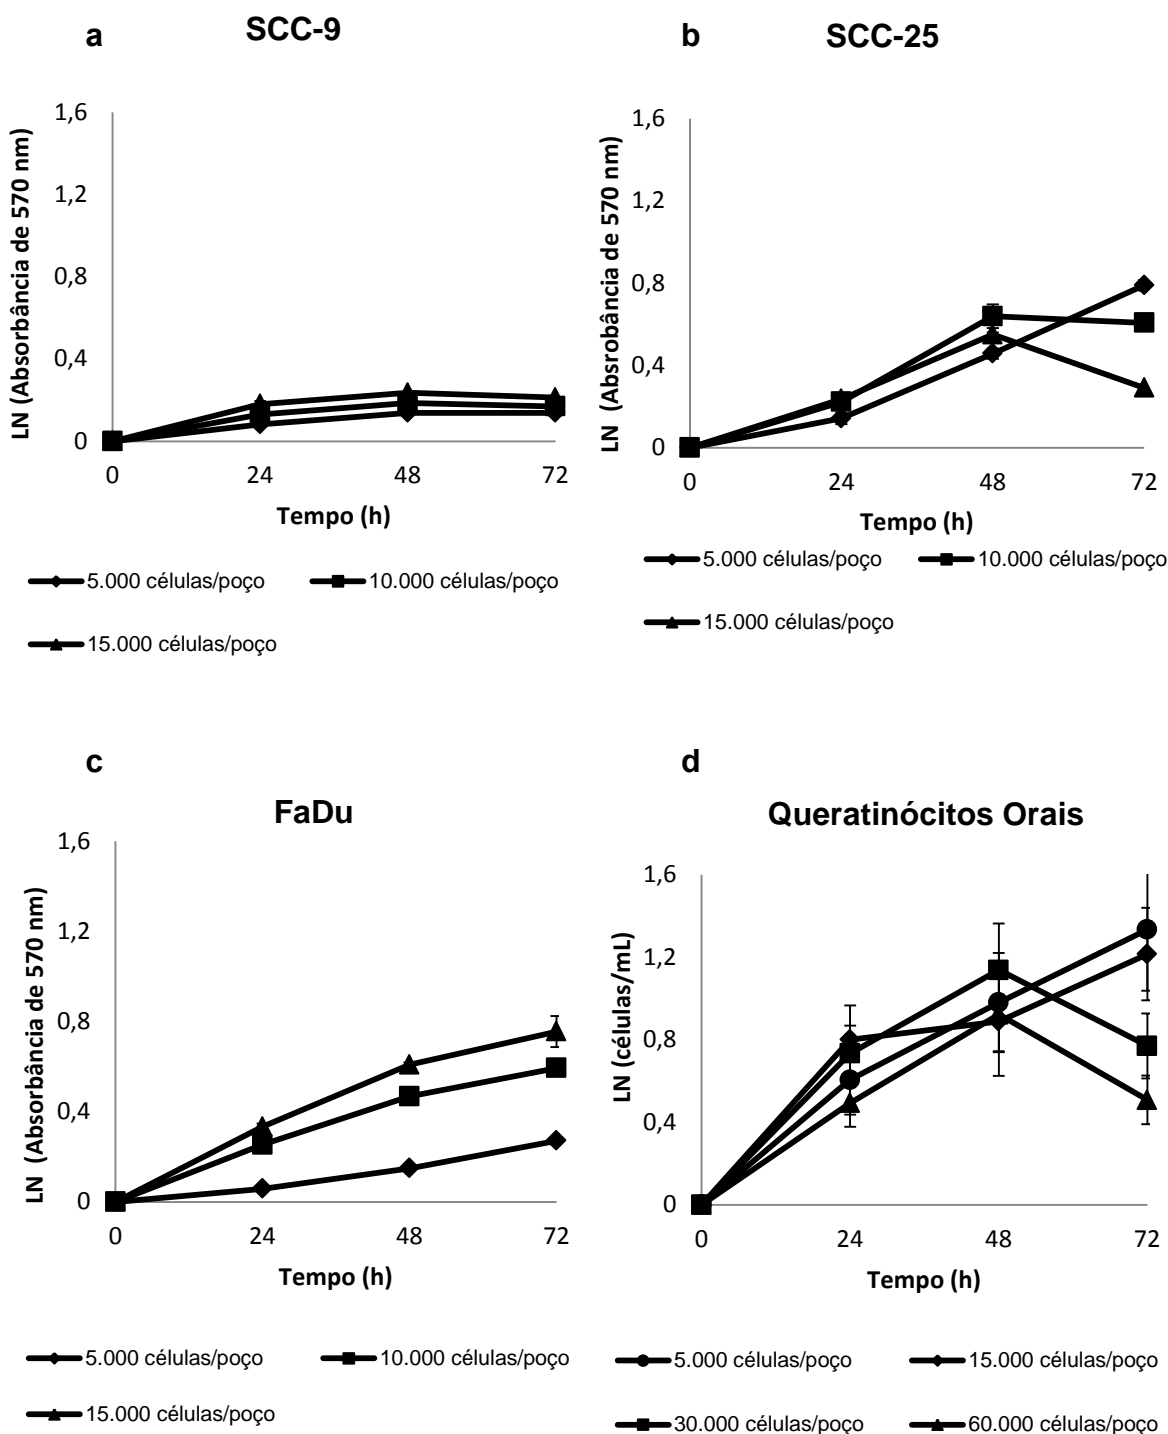 a
SCC-9
LN (Absorbância de 570 nm)
1,6
1,2
0,8
0,4
0
0 24 48 72
Tempo (h)
5.000 células/poço 10.000 células/poço
15.000 células/poço
b
SCC-25
LN (Absrobância de 570 nm)
1,6
1,2
0,8
0,4
0
0 24 48 72
Tempo (h)
5.000 células/poço 10.000 células/poço
15.000 células/poço
c
FaDu
LN (Absorbância de 570 nm)
1,6
1,2
0,8
0,4
0
0 24 48 72
Tempo (h)
5.000 células/poço 10.000 células/poço
15.000 células/poço
d
Queratinócitos Orais
LN (células/mL)
1,6
1,2
0,8
0,4
0
0 24 48 72
Tempo (h)
5.000 células/poço 15.000 células/poço
30.000 células/poço 60.000 células/poço